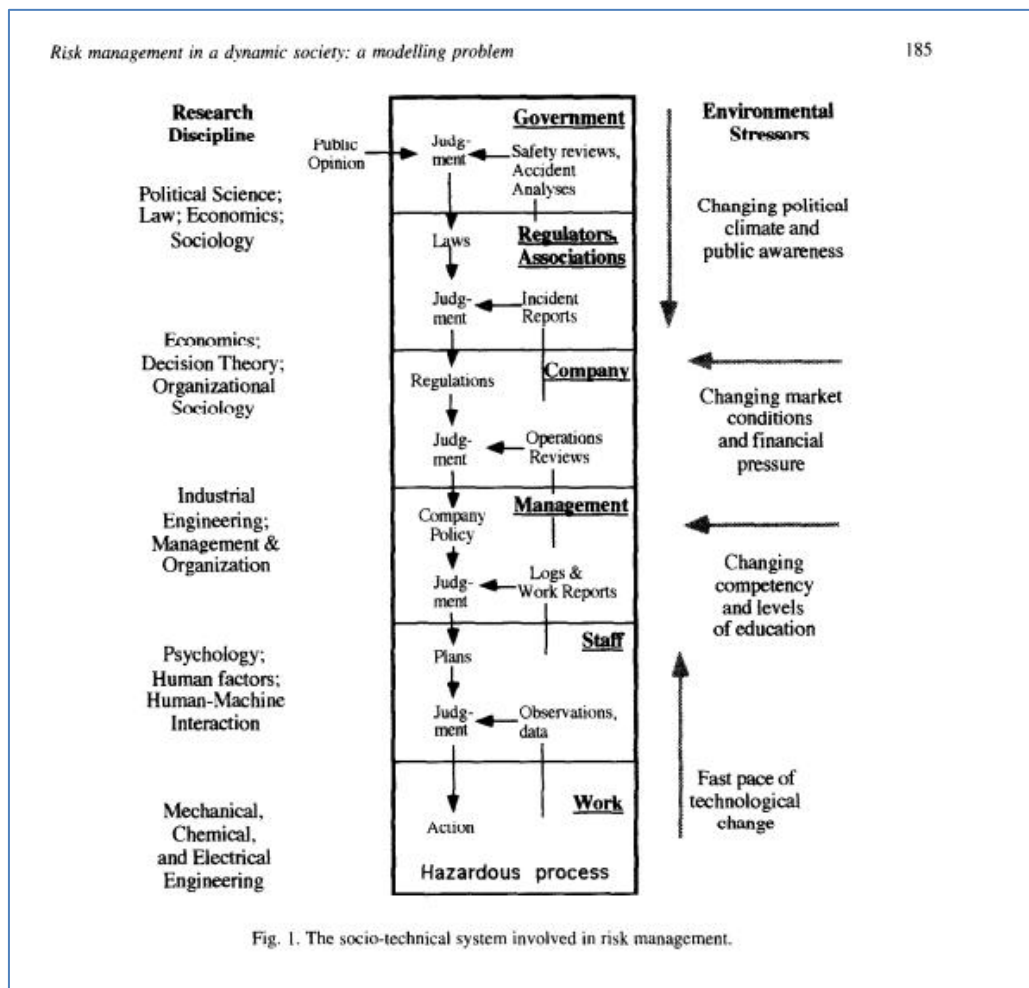 Risk management in a dynamic society: a modelling problem
185
Research
Discipline
Political Science;
Law; Economics;
Sociology
Economics;
Decision Theory;
Organizational
Sociology
Industrial
Engineering;
Management &
Organization
Psychology;
Human factors;
Human-Machine
Interaction
Mechanical,
Chemical,
and Electrical
Engineering
Public
Opinion
Government
Judg-
ment
Safety reviews,
Accident
Analyses
Laws
Regulators,
Associations
Judg-
ment
Incident
Reports
Company
Regulations
Judg-
ment
Operations
Reviews
Management
Company
Policy
Judg-
ment
Logs &
Work Reports
Staff
Plans
Judg-
ment
Observations,
data
Work
Action
Hazardous process
Environmental
Stressors
Changing political
climate and
public awareness
Changing market
conditions
and financial
pressure
Changing
competency
and levels
of education
Fast pace of
technological
change
Fig. 1. The socio-technical system involved in risk management.